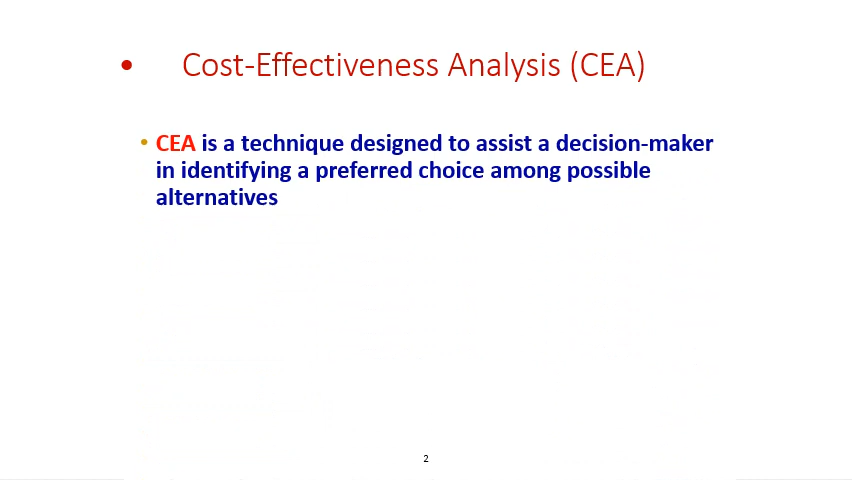 • Cost-Effectiveness Analysis (CEA)
• CEA is a technique designed to assist a decision-maker
in identifying a preferred choice among possible
alternatives
2